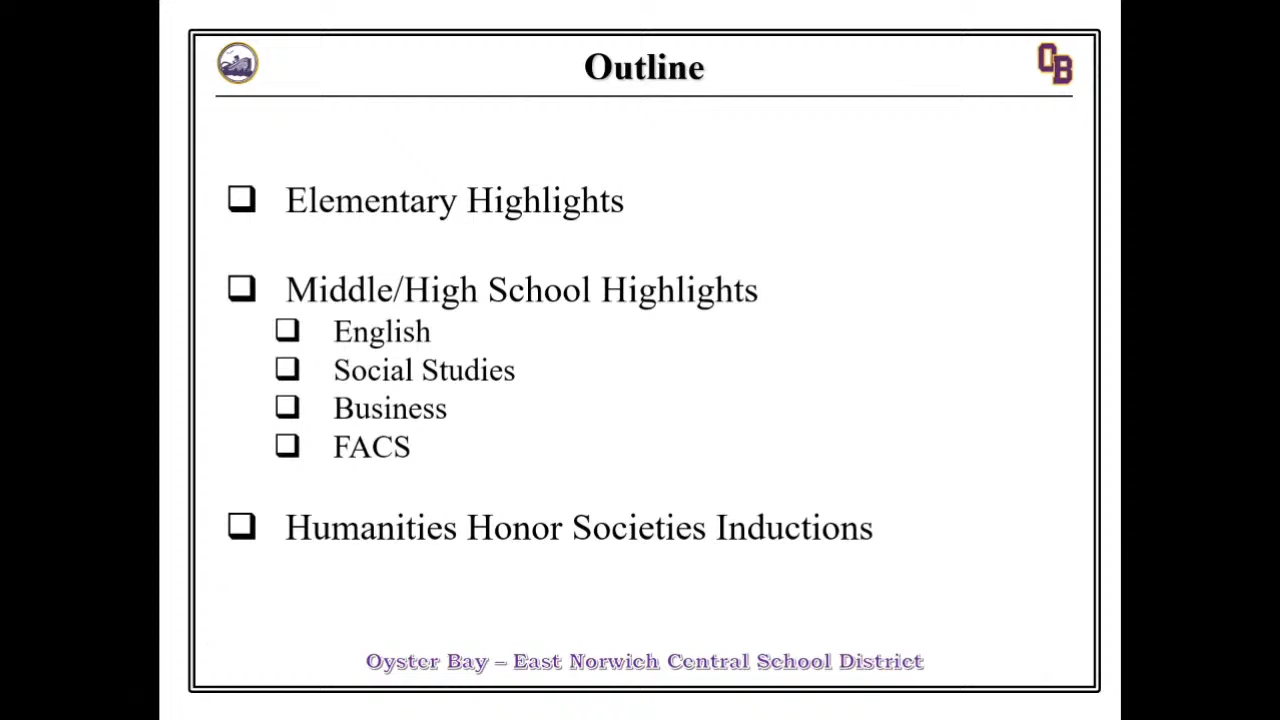 Outline
OB
Elementary Highlights
Middle/High School Highlights
English
Social Studies
Business
FACS
Humanities Honor Societies Inductions
Oyster Bay – East Norwich Central School District